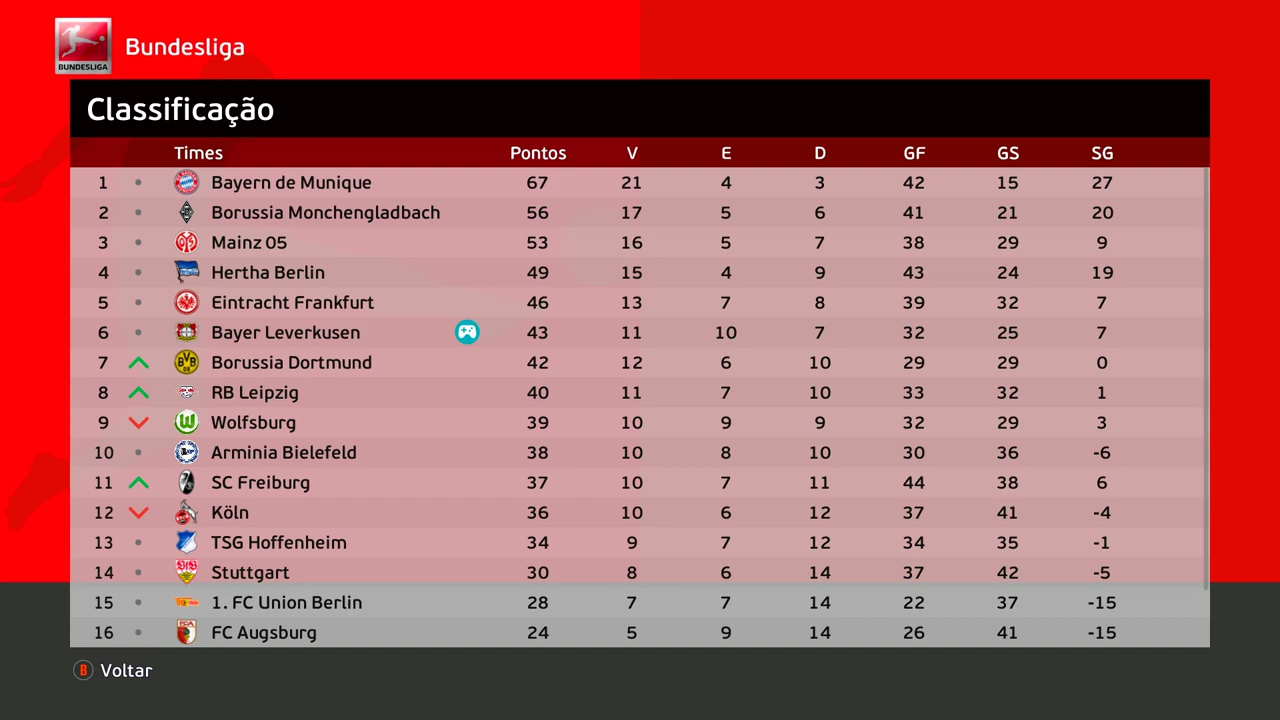 BUNDESLIGA
Bundesliga
Classificação
Times Pontos V E D GF GS SG
1 Bayern de Munique 67 21 4 3 42 15 27
2 Borussia Monchengladbach 56 17 5 6 41 21 20
3 Mainz 05 53 16 5 7 38 29 9
4 Hertha Berlin 49 15 4 9 43 24 19
5 Eintracht Frankfurt 46 13 7 8 39 32 7
6 Bayer Leverkusen 43 11 10 7 32 25 7
7 Borussia Dortmund 42 12 6 10 29 29 0
8 RB Leipzig 40 11 7 10 33 32 1
9 Wolfsburg 39 10 9 9 32 29 3
10 Arminia Bielefeld 38 10 8 10 30 36 -6
11 SC Freiburg 37 10 7 11 44 38 6
12 Köln 36 10 6 12 37 41 -4
13 TSG Hoffenheim 34 9 7 12 34 35 -1
14 Stuttgart 30 8 6 14 37 42 -5
15 1. FC Union Berlin 28 7 7 14 22 37 -15
16 FC Augsburg 24 5 9 14 26 41 -15
B Voltar